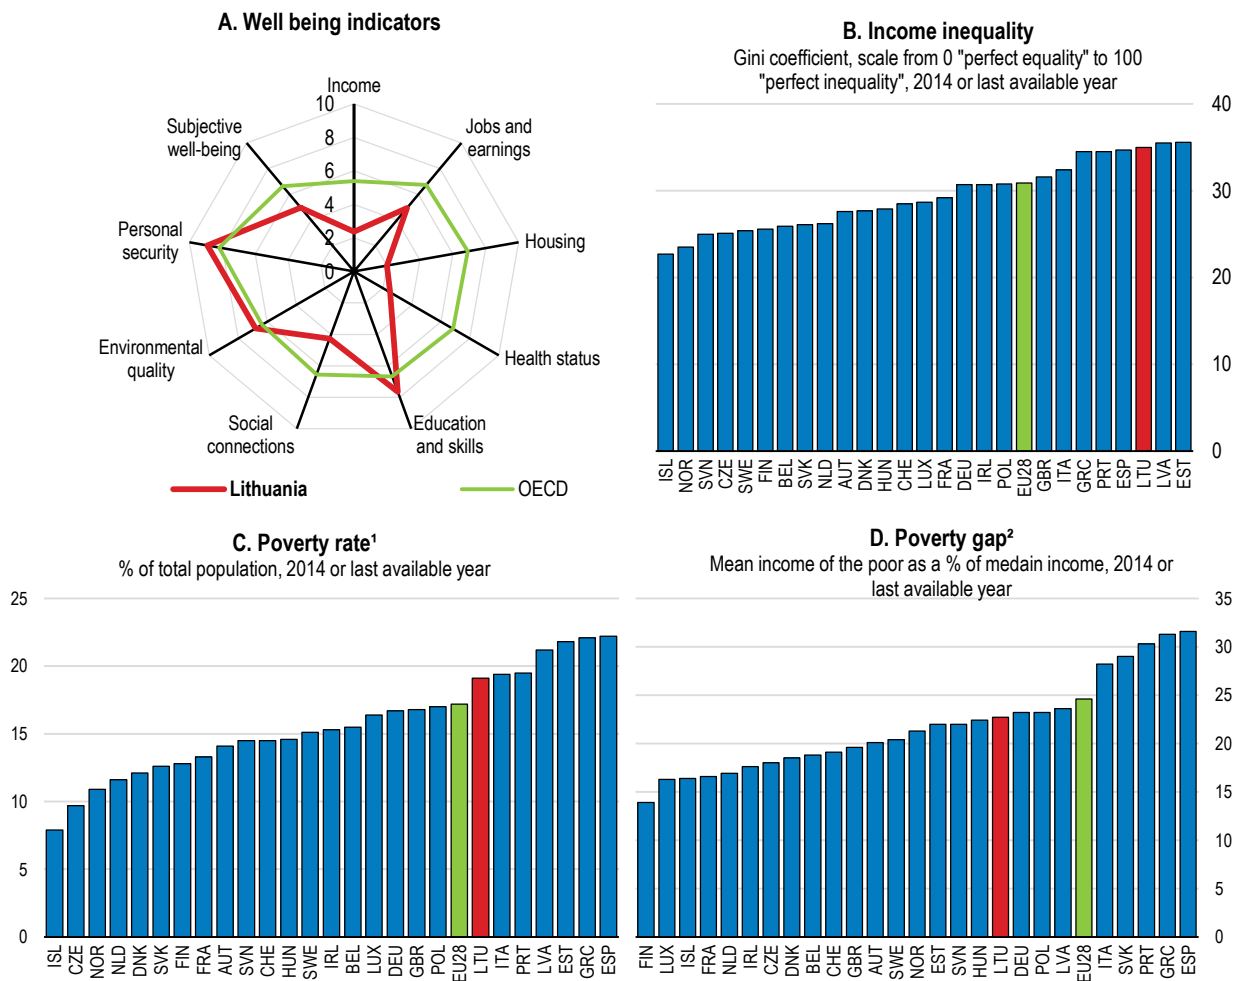 A. Well being indicators
Income
10
8
6
4
2
0
Jobs and
earnings
Housing
Health status
Education
and skills
Social
connections
Environmental
quality
Personal
security
Subjective
well-being
Lithuania
OECD
B. Income inequality
Gini coefficient, scale from 0 "perfect equality" to 100
"perfect inequality", 2014 or last available year
40
30
20
10
0
ISL NOR SVN CZE SWE FIN BEL SVK NLD AUT DNK HUN CHE LUX FRA DEU IRL POL EU28 GBR ITA GRC PRT ESP LTU LVA EST
C. Poverty rate¹
% of total population, 2014 or last available year
25
20
15
10
5
0
ISL CZE NOR NLD DNK SVK FIN FRA AUT SVN CHE HUN SWE IRL BEL LUX DEU GBR POL EU28 LTU ITA PRT LVA EST GRC ESP
D. Poverty gap²
Mean income of the poor as a % of medain income, 2014 or
last available year
35
30
25
20
15
10
5
0
FIN LUX ISL FRA NLD IRL CZE DNK BEL CHE GBR AUT SWE NOR EST SVN HUN LTU DEU POL LVA EU28 ITA SVK PRT GRC ESP